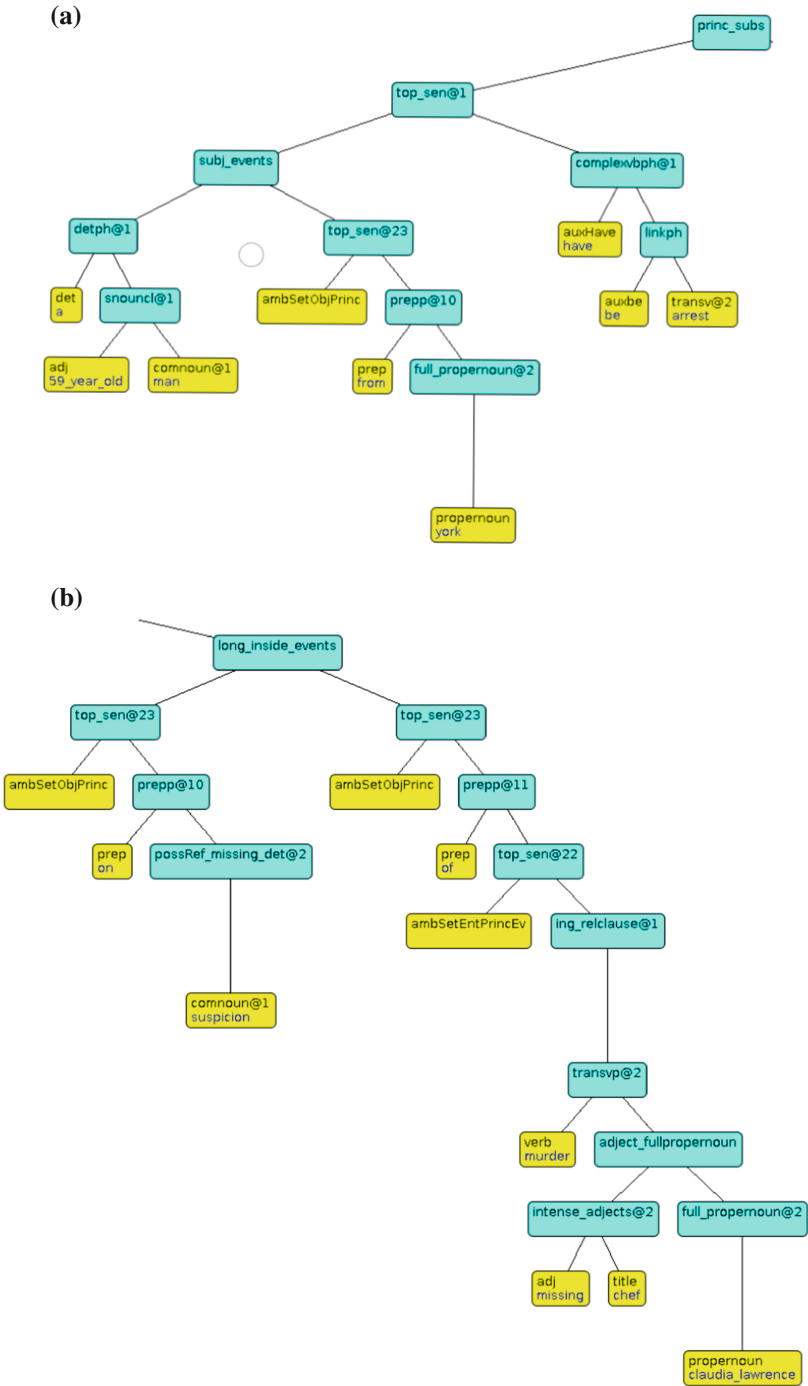 (a)
princ_subs
top_sen@1
subj_events
complexvbph@1
detph@1
top_sen@23
auxHave
have
linkph
det
a
snouncl@1
ambSetObjPrinc
prepp@10
auxbe
be
transv@2
arrest
adj
59_year_old
comnoun@1
man
prep
from
full_propernoun@2
propernoun
york
(b)
long_inside_events
top_sen@23
top_sen@23
ambSetObjPrinc
prepp@10
ambSetObjPrinc
prepp@11
prep
on
possRef_missing_det@2
prep
of
top_sen@22
ambSetEntPrincEv
ing_relclause@1
comnoun@1
suspicion
transvp@2
verb
murder
adject_fullpropernoun
intense_adjects@2
full_propernoun@2
adj
missing
title
chef
propernoun
claudia_lawrence